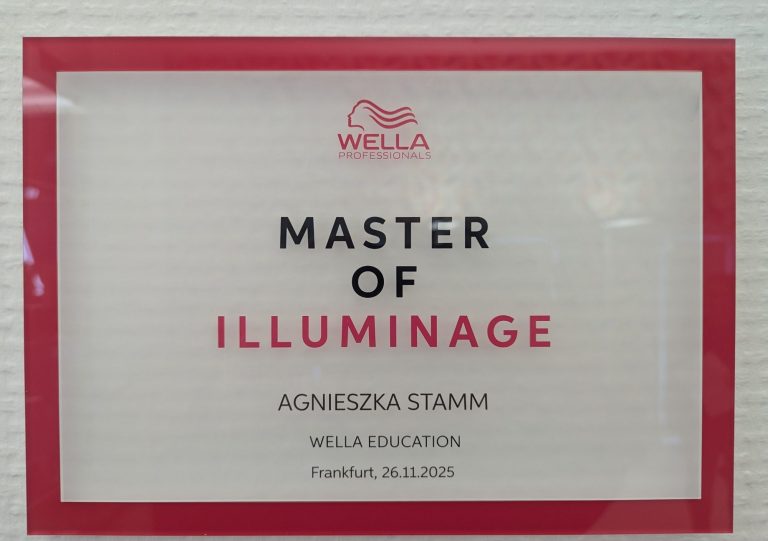 WELLA
PROFESSIONALS
MASTER
OF
ILLUMINAGE
AGNIESZKA STAMM
WELLA EDUCATION
Frankfurt, 26.11.2025